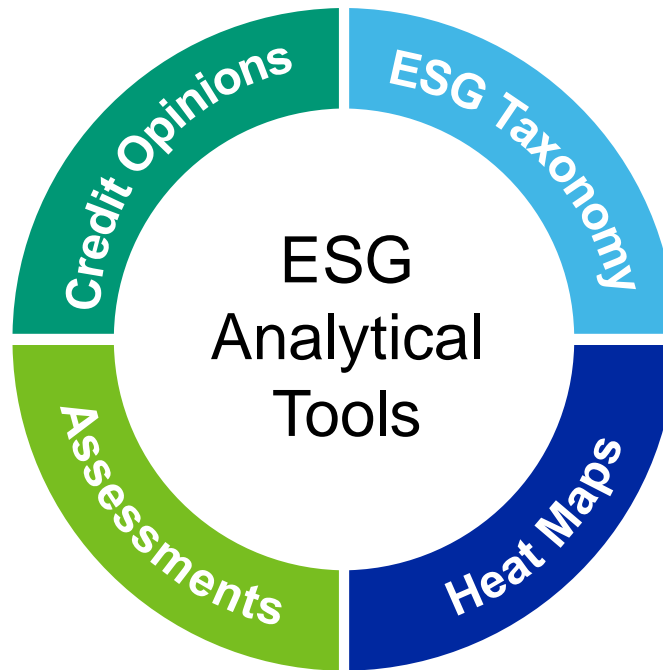 Credit Opinions
ESG Taxonomy
ESG
Analytical
Tools
Assessments
Heat Maps